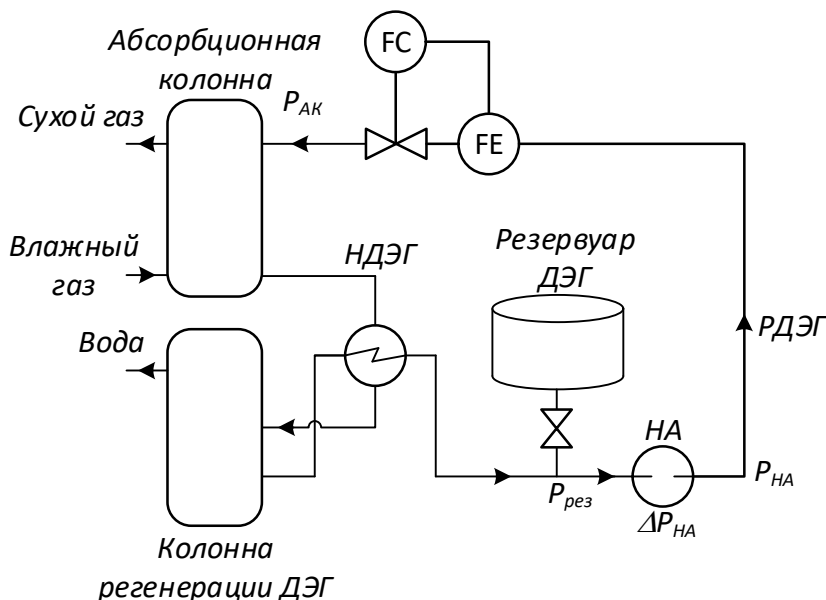 Абсорбционная
колонна
FC
P_АК
Сухой газ
FE
Влажный
газ
НДЭГ
Резервуар
ДЭГ
Вода
РДЭГ
НА
P_рез
P_НА
ΔP_НА
Колонна
регенерации ДЭГ